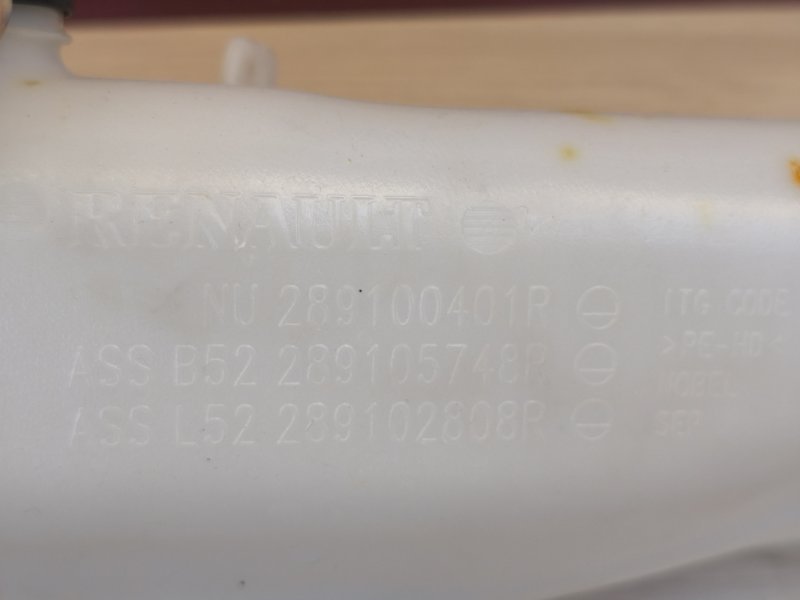 RENAULT
NU 289100401R
ASS B52 289105748R
ASS L52 289102808R
ITG CODE
>PE-HD<